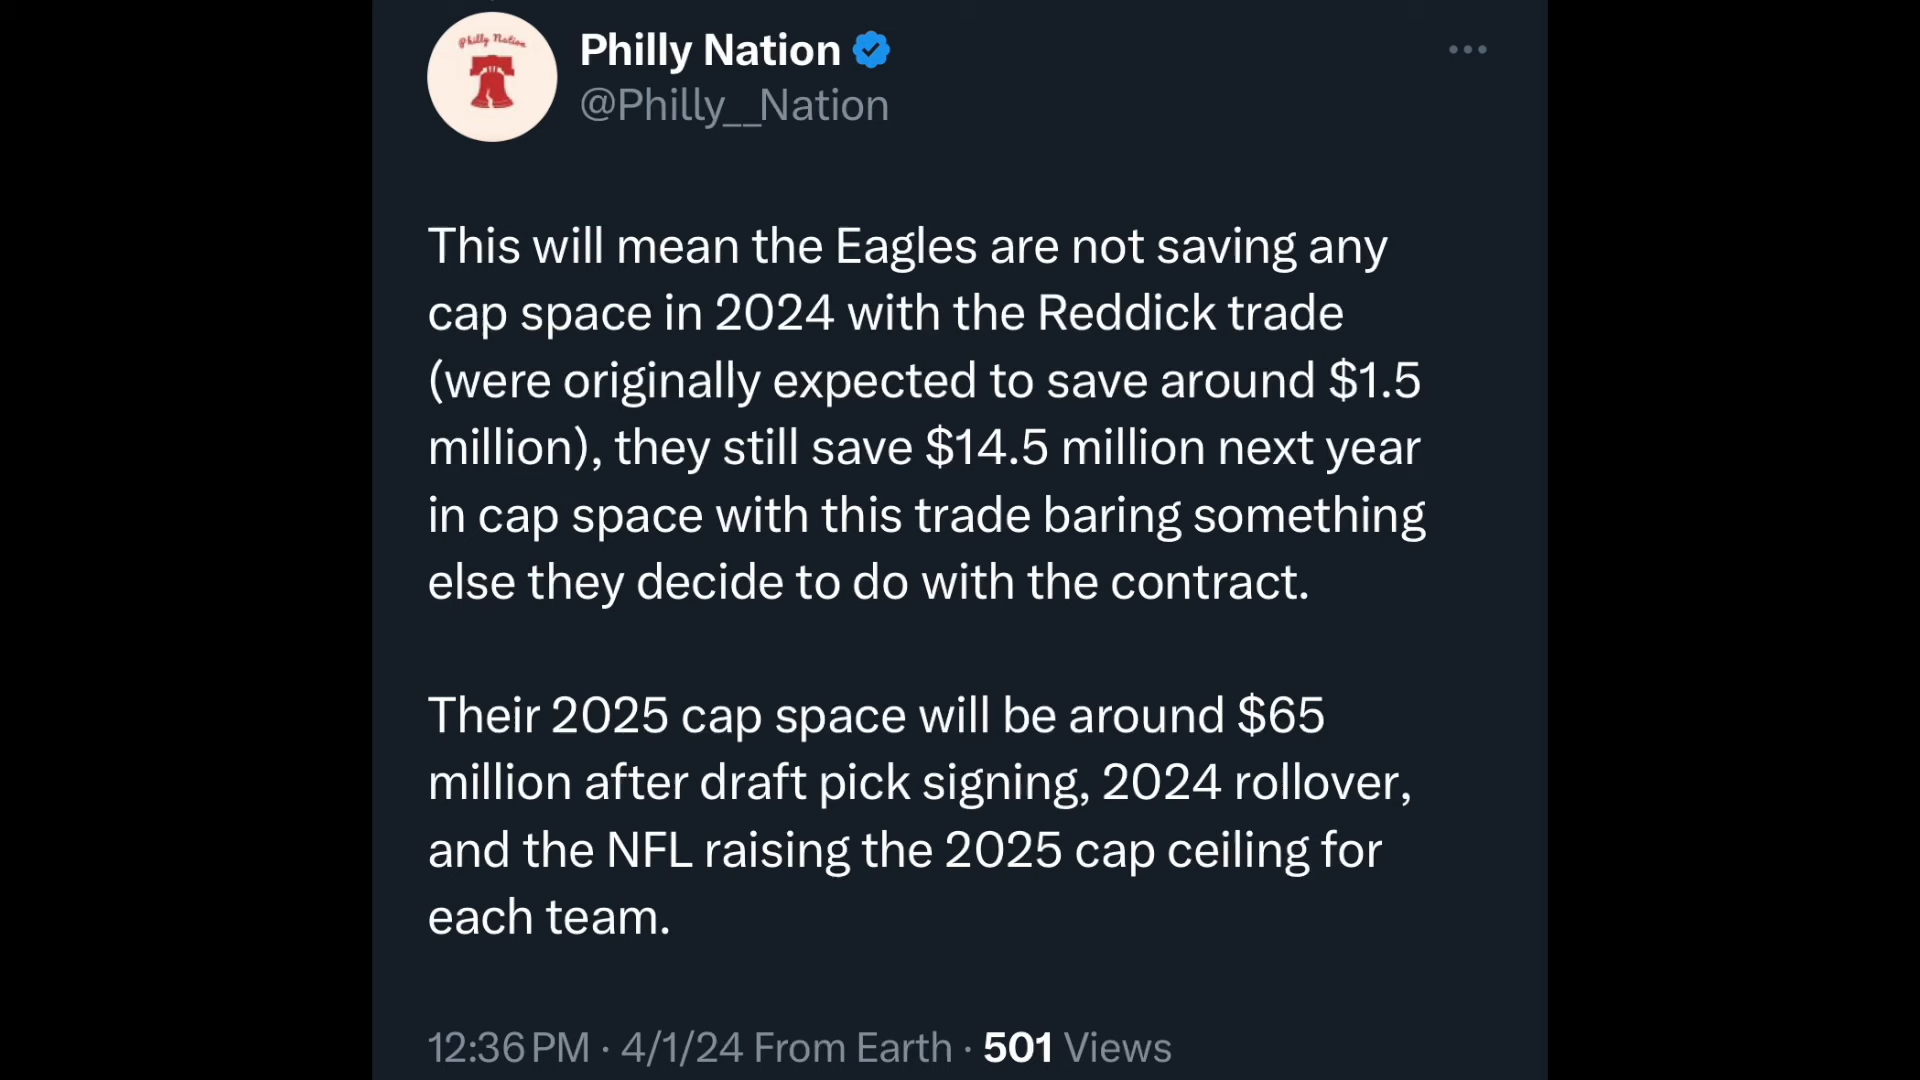 Philly Nation
Philly Nation
@Philly__Nation
This will mean the Eagles are not saving any
cap space in 2024 with the Reddick trade
(were originally expected to save around $1.5
million), they still save $14.5 million next year
in cap space with this trade baring something
else they decide to do with the contract.
Their 2025 cap space will be around $65
million after draft pick signing, 2024 rollover,
and the NFL raising the 2025 cap ceiling for
each team.
12:36 PM · 4/1/24 From Earth · 501 Views